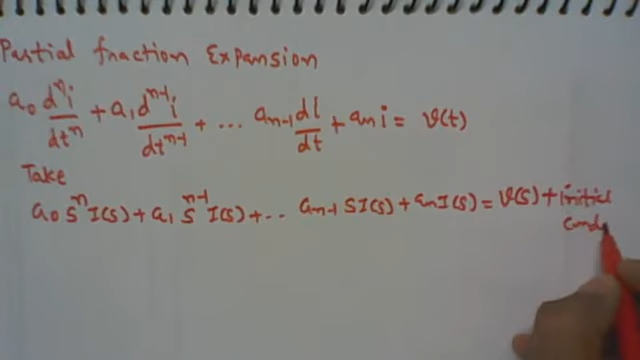 Partial fraction Expansion
a₀ dⁿi/dtⁿ + a₁ dⁿ⁻¹i/dtⁿ⁻¹ + ... aₙ₋₁ di/dt + aₙ i = v(t)
Take
a₀ Sⁿ I(s) + a₁ Sⁿ⁻¹ I(s) + .. aₙ₋₁ S I(s) + aₙ I(s) = V(s) + initial
cond